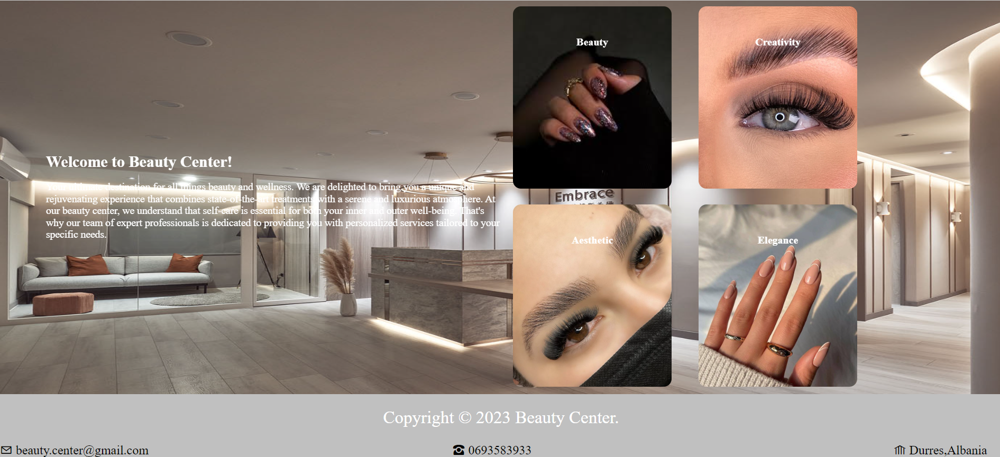 Beauty
Creativity
Welcome to Beauty Center!
Your ultimate destination for all things beauty and wellness. We are delighted to bring you a unique and
rejuvenating experience that combines state-of-the-art treatments with a serene and luxurious atmosphere. At
our beauty center, we understand that self-care is essential for both your inner and outer well-being. That's
why our team of expert professionals is dedicated to providing you with personalized services tailored to your
specific needs.
Embrace
Aesthetic
Elegance
Copyright © 2023 Beauty Center.
beauty.center@gmail.com
0693583933
Durres,Albania